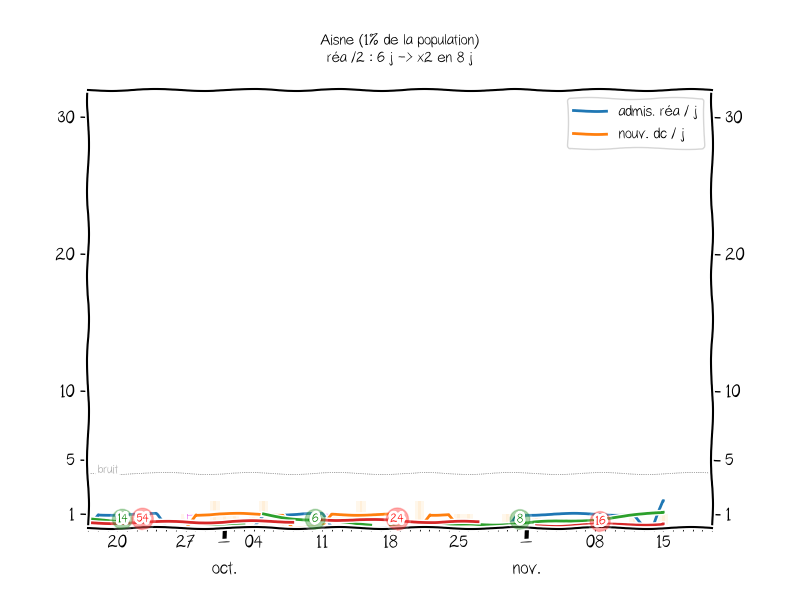 Aisne (1% de la population)
réa /2 : 6 j -> x2 en 8 j
admis. réa / j
nouv. dc / j
30 30
20 20
10 10
5 5
bruit
1 1
14 54 6 24 8 16
20 27 04 11 18 25 08 15
oct. nov.